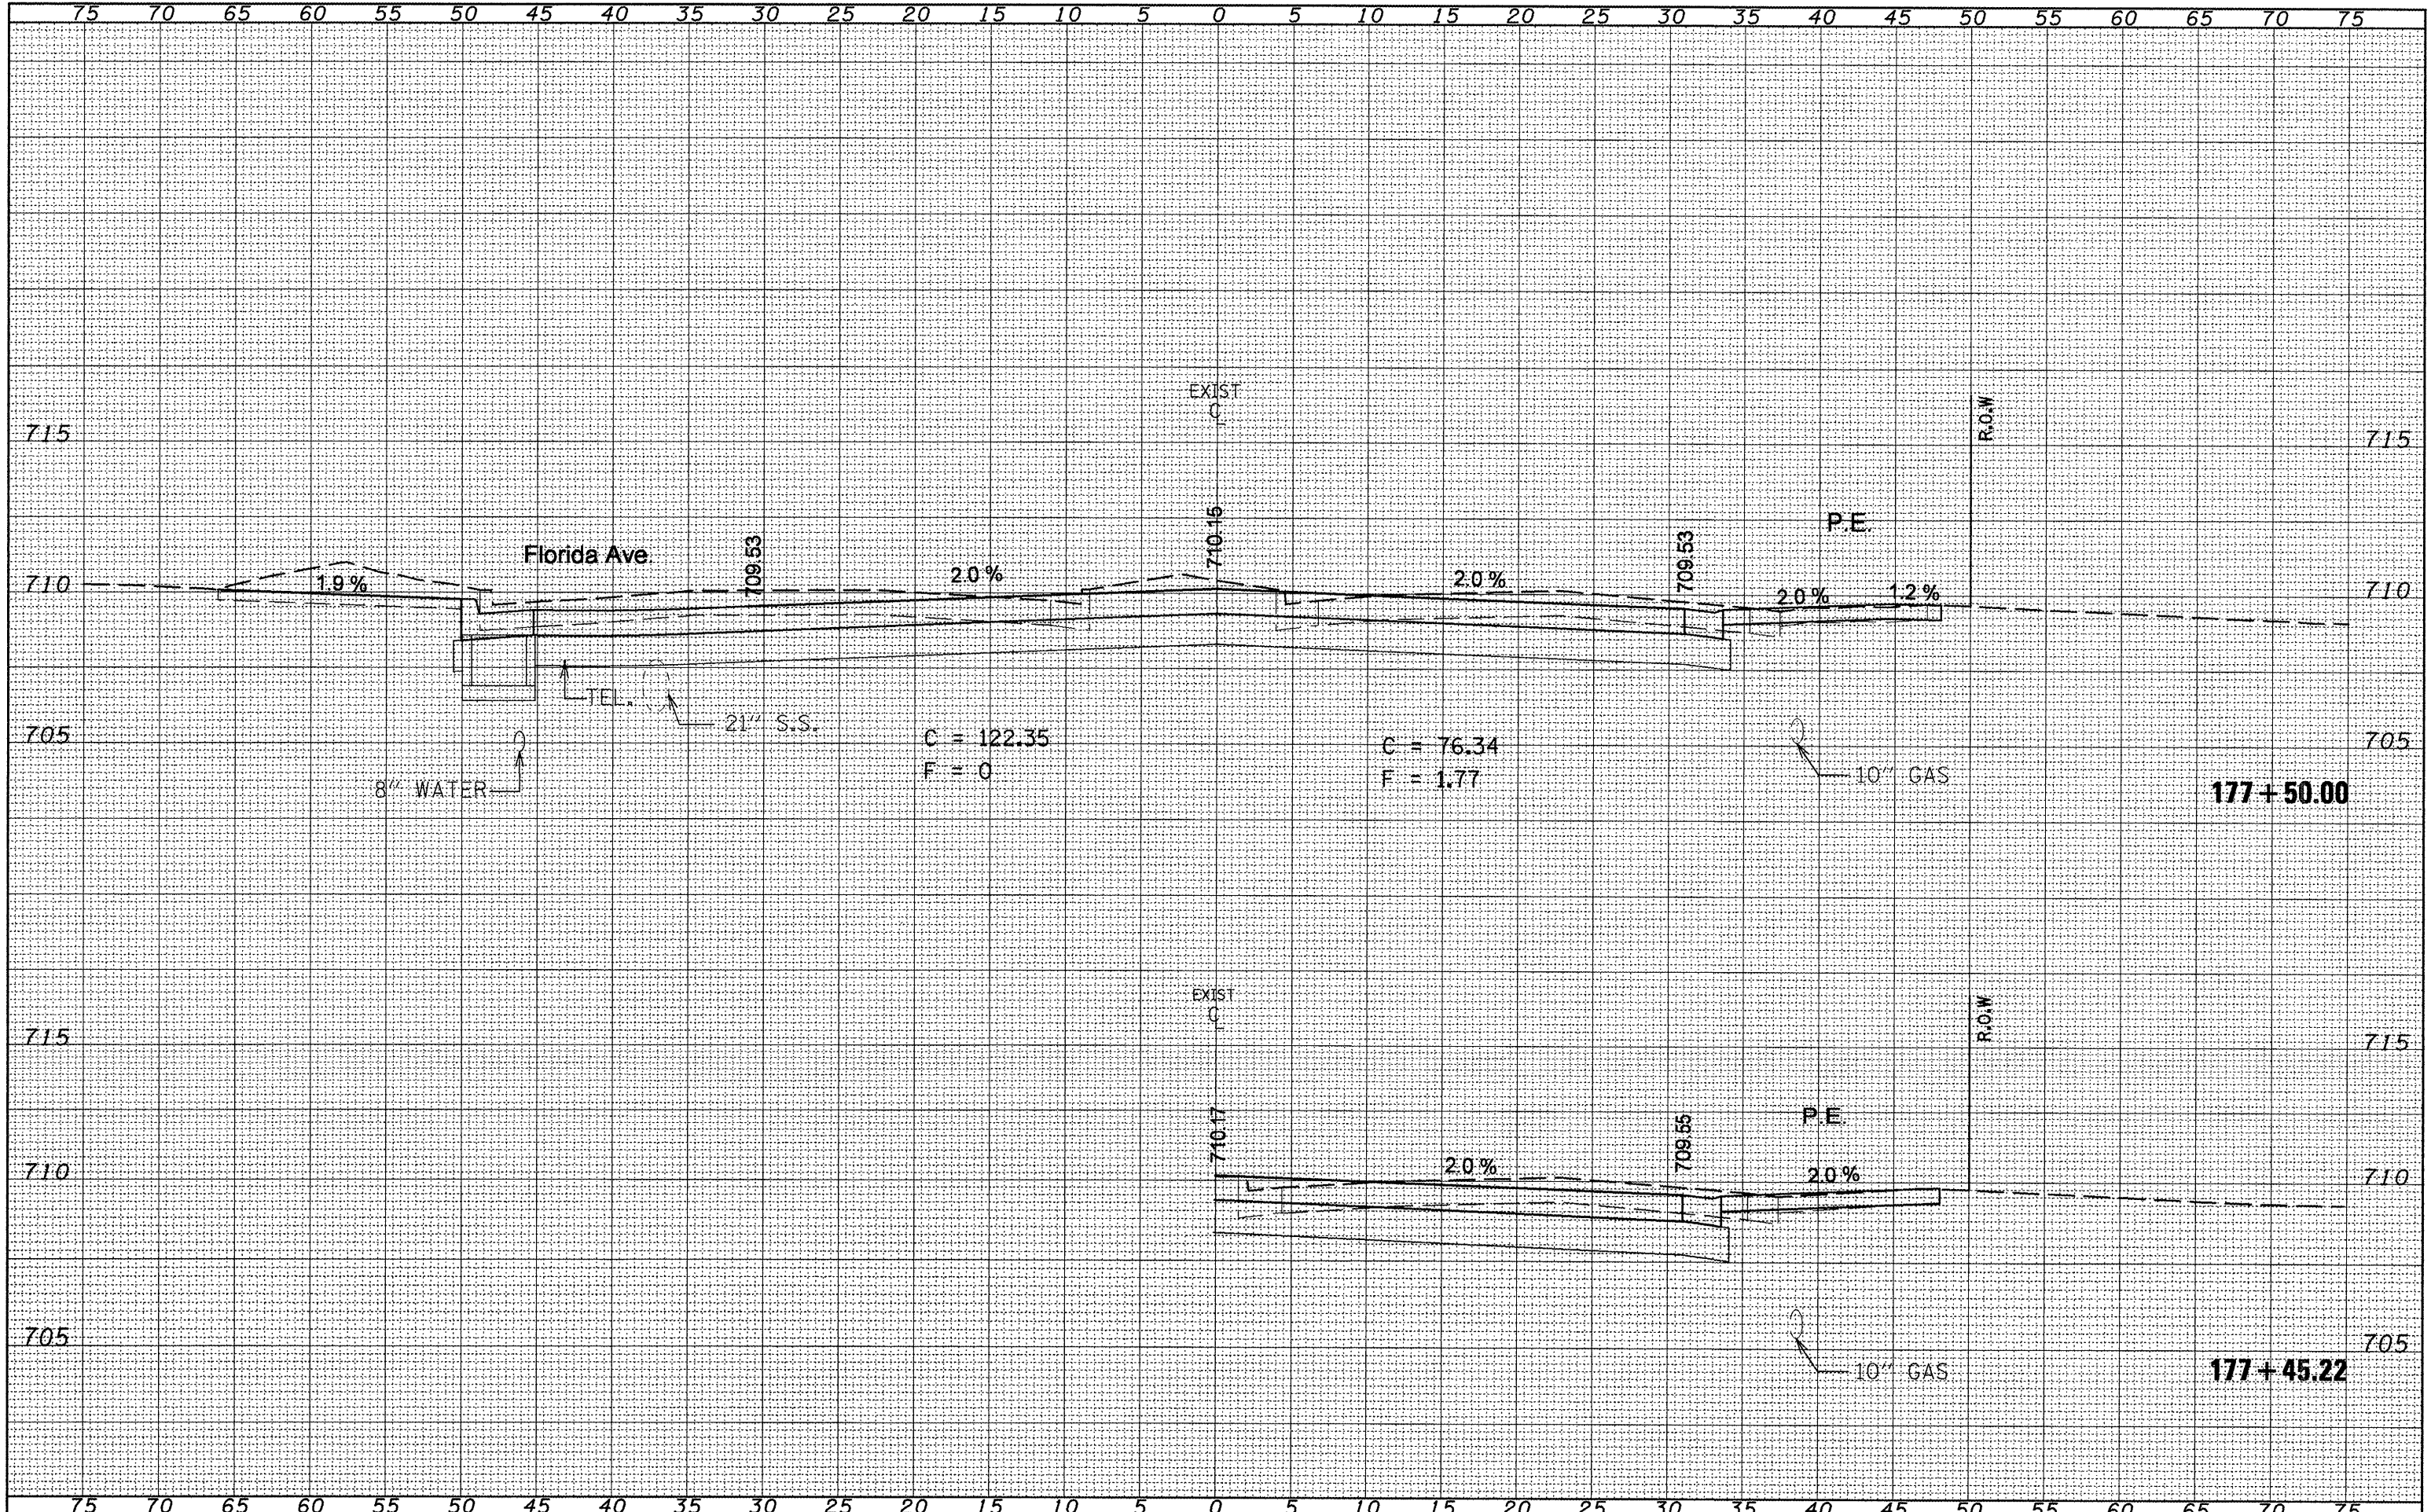 75 70 65 60 55 50 45 40 35 30 25 20 15 10 5 0 5 10 15 20 25 30 35 40 45 50 55 60 65 70 75
EXIST
C
R.O.W
715 715
710.15
P.E.
709.53 709.53
Florida Ave.
710 1.9 % 2.0 % 2.0 % 2.0 % 1.2 % 710
TEL.
21" S.S.
705 C = 122.35 C = 76.34 705
F = 0 F = 1.77
8" WATER 10" GAS
177 + 50.00
EXIST
C
R.O.W
715 715
710.17 709.55 P.E.
710 2.0 % 2.0 % 710
705 705
10" GAS
177 + 45.22
75 70 65 60 55 50 45 40 35 30 25 20 15 10 5 0 5 10 15 20 25 30 35 40 45 50 55 60 65 70 75